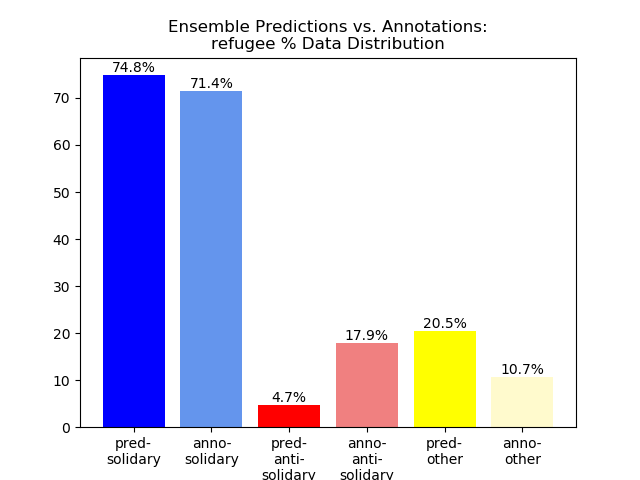 Ensemble Predictions vs. Annotations:
refugee % Data Distribution
74.8%
71.4%
4.7%
17.9%
20.5%
10.7%
70
60
50
40
30
20
10
0
pred-
solidary
anno-
solidary
pred-
anti-
solidary
anno-
anti-
solidary
pred-
other
anno-
other